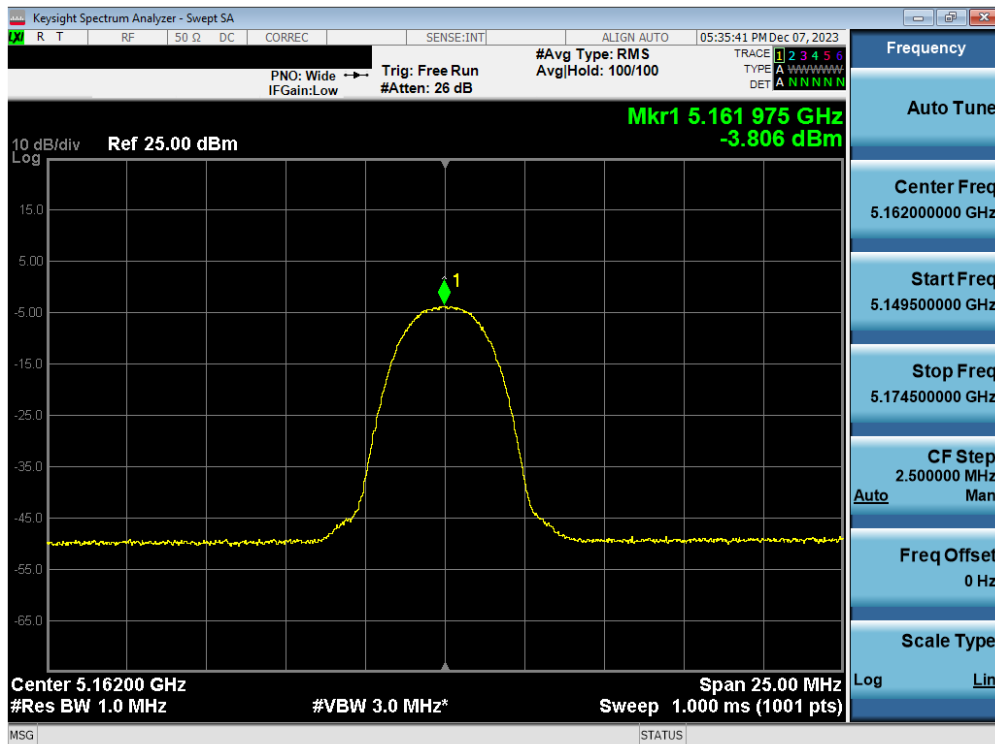 Keysight Spectrum Analyzer - Swept SA
LXI R T RF 50 Ω DC CORREC SENSE:INT ALIGN AUTO 05:35:41 PM Dec 07, 2023
PNO: Wide
IFGain:Low
Trig: Free Run
#Atten: 26 dB
#Avg Type: RMS
Avg|Hold: 100/100
TRACE 1 2 3 4 5 6
TYPE A W W W W W
DET A N N N N N
Mkr1 5.161 975 GHz
-3.806 dBm
10 dB/div
Log
Ref 25.00 dBm
15.0
5.00
-5.00
-15.0
-25.0
-35.0
-45.0
-55.0
-65.0
1
Center 5.16200 GHz
Span 25.00 MHz
#Res BW 1.0 MHz
#VBW 3.0 MHz*
Sweep 1.000 ms (1001 pts)
MSG
STATUS
Frequency
Auto Tune
Center Freq
5.162000000 GHz
Start Freq
5.149500000 GHz
Stop Freq
5.174500000 GHz
CF Step
2.500000 MHz
Auto Man
Freq Offset
0 Hz
Scale Type
Log Lin